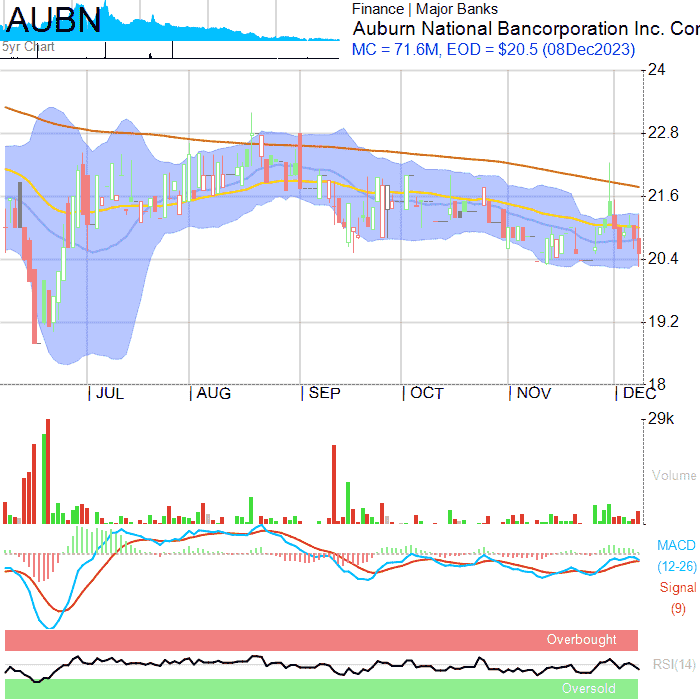 AUBN
5yr Chart
Finance | Major Banks
Auburn National Bancorporation Inc. Cor
MC = 71.6M, EOD = $20.5 (08Dec2023)
24
22.8
21.6
20.4
19.2
18
JUL
AUG
SEP
OCT
NOV
DEC
29k
Volume
MACD
(12-26)
Signal
(9)
Overbought
RSI(14)
Oversold